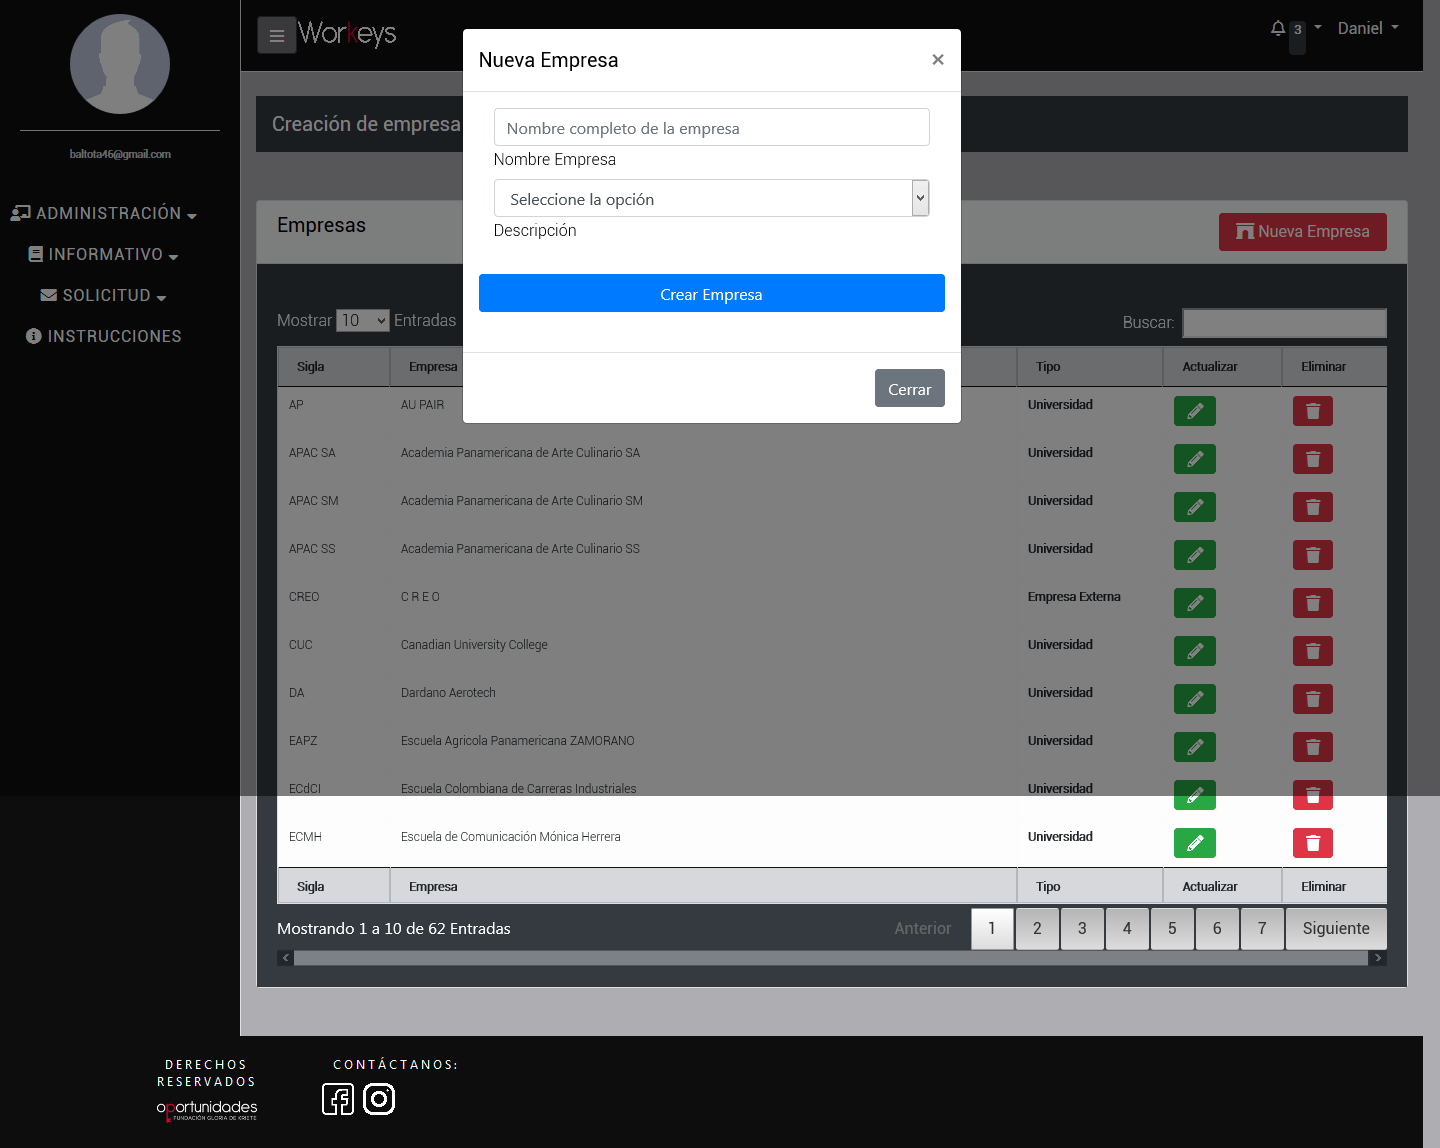 Workeys
3
Daniel
baltota46@gmail.com
ADMINISTRACIÓN
INFORMATIVO
SOLICITUD
INSTRUCCIONES
Creación de empresa
Nueva Empresa
×
Nombre completo de la empresa
Nombre Empresa
Seleccione la opción
Descripción
Crear Empresa
Cerrar
Empresas
Nueva Empresa
Mostrar 10 Entradas
Buscar:
Sigla Empresa Tipo Actualizar Eliminar
AP AU PAIR Universidad
APAC SA Academia Panamericana de Arte Culinario SA Universidad
APAC SM Academia Panamericana de Arte Culinario SM Universidad
APAC SS Academia Panamericana de Arte Culinario SS Universidad
CREO C R E O Empresa Externa
CUC Canadian University College Universidad
DA Dardano Aerotech Universidad
EAPZ Escuela Agricola Panamericana ZAMORANO Universidad
ECdCI Escuela Colombiana de Carreras Industriales Universidad
ECMH Escuela de Comunicación Mónica Herrera Universidad
Sigla Empresa Tipo Actualizar Eliminar
Mostrando 1 a 10 de 62 Entradas
Anterior 1 2 3 4 5 6 7 Siguiente
DERECHOS
RESERVADOS
oportunidades
FUNDACIÓN GLORIA DE KRIETE
CONTÁCTANOS: